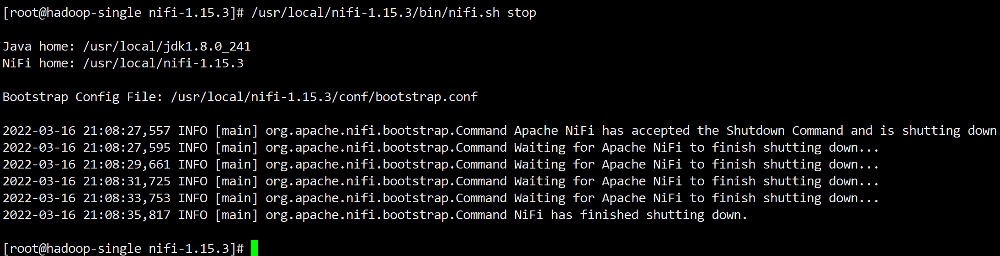 [root@hadoop-single nifi-1.15.3]# /usr/local/nifi-1.15.3/bin/nifi.sh stop
Java home: /usr/local/jdk1.8.0_241
NiFi home: /usr/local/nifi-1.15.3
Bootstrap Config File: /usr/local/nifi-1.15.3/conf/bootstrap.conf
2022-03-16 21:08:27,557 INFO [main] org.apache.nifi.bootstrap.Command Apache NiFi has accepted the Shutdown Command and is shutting down
2022-03-16 21:08:27,595 INFO [main] org.apache.nifi.bootstrap.Command Waiting for Apache NiFi to finish shutting down...
2022-03-16 21:08:29,661 INFO [main] org.apache.nifi.bootstrap.Command Waiting for Apache NiFi to finish shutting down...
2022-03-16 21:08:31,725 INFO [main] org.apache.nifi.bootstrap.Command Waiting for Apache NiFi to finish shutting down...
2022-03-16 21:08:33,753 INFO [main] org.apache.nifi.bootstrap.Command Waiting for Apache NiFi to finish shutting down...
2022-03-16 21:08:35,817 INFO [main] org.apache.nifi.bootstrap.Command NiFi has finished shutting down.
[root@hadoop-single nifi-1.15.3]#